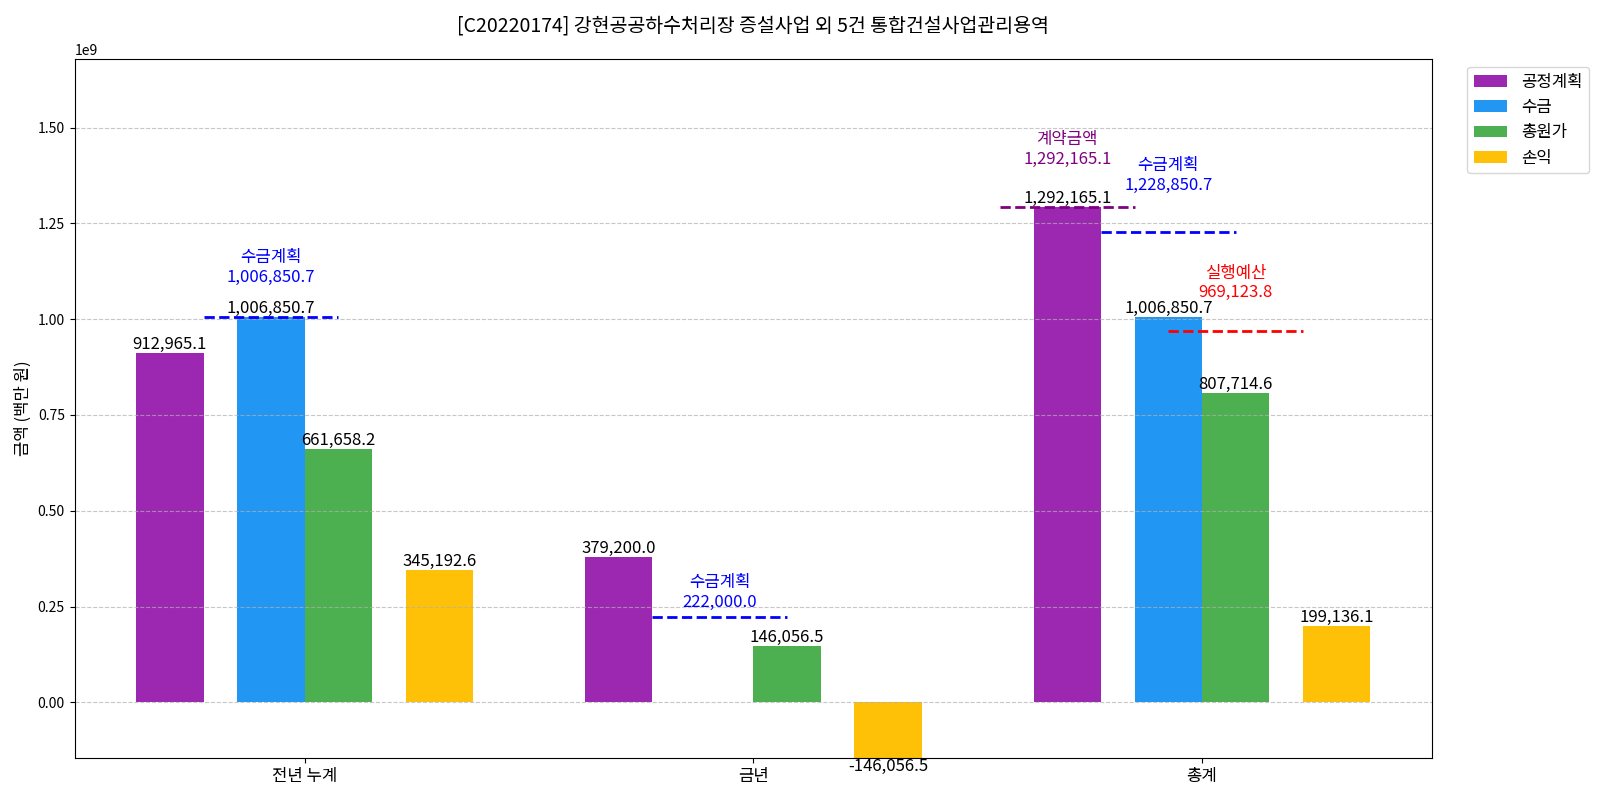 [C20220174] 강현공공하수처리장 증설사업 외 5건 통합건설사업관리용역
1e9
공정계획
수금
총원가
손익
금액 (백만 원)
1.50
1.25
1.00
0.75
0.50
0.25
0.00
912,965.1
수금계획
1,006,850.7
1,006,850.7
661,658.2
345,192.6
379,200.0
수금계획
222,000.0
146,056.5
-146,056.5
계약금액
1,292,165.1
1,292,165.1
수금계획
1,228,850.7
실행예산
969,123.8
1,006,850.7
807,714.6
199,136.1
전년 누계
금년
총계